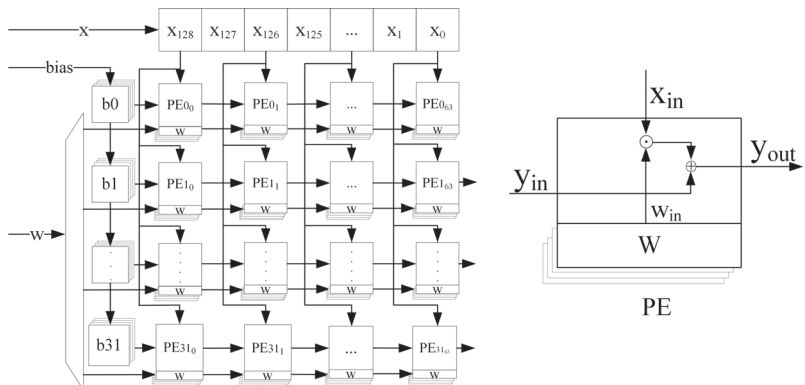 x X128 X127 X126 X125 ... X1 X0
bias
b0 PE00 PE01 ... PE063
w w w w
b1 PE10 PE11 ... PE163
w w w w
w
. . . . . . . . . . . . . . .
w w w w
b31 PE310 PE311 ... PE3163
w w w w
xin
yin yout
win
W
PE